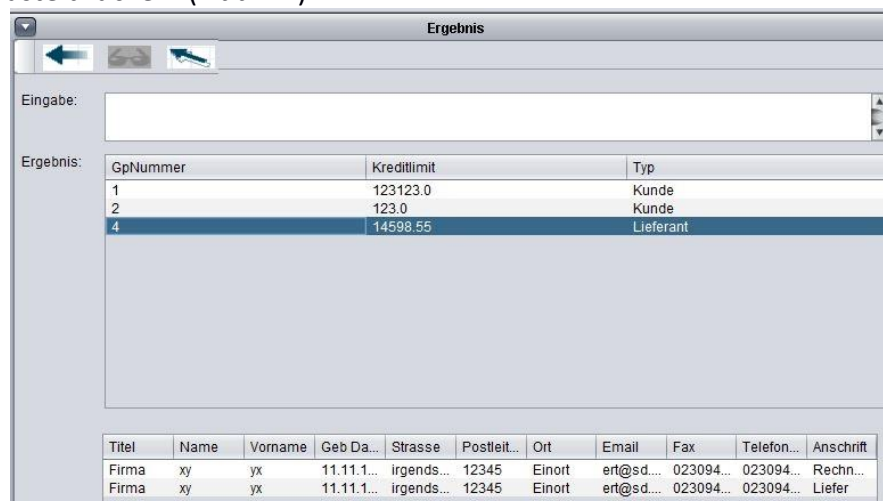 Ergebnis
Eingabe:
Ergebnis:
GpNummer Kreditlimit Typ
1 123123.0 Kunde
2 123.0 Kunde
4 14598.55 Lieferant
Titel Name Vorname Geb Da... Strasse Postleit... Ort Email Fax Telefon... Anschrift
Firma xy yx 11.11.1... irgends... 12345 Einort ert@sd.... 023094... 023094... Rechn...
Firma xy yx 11.11.1... irgends... 12345 Einort ert@sd.... 023094... 023094... Liefer